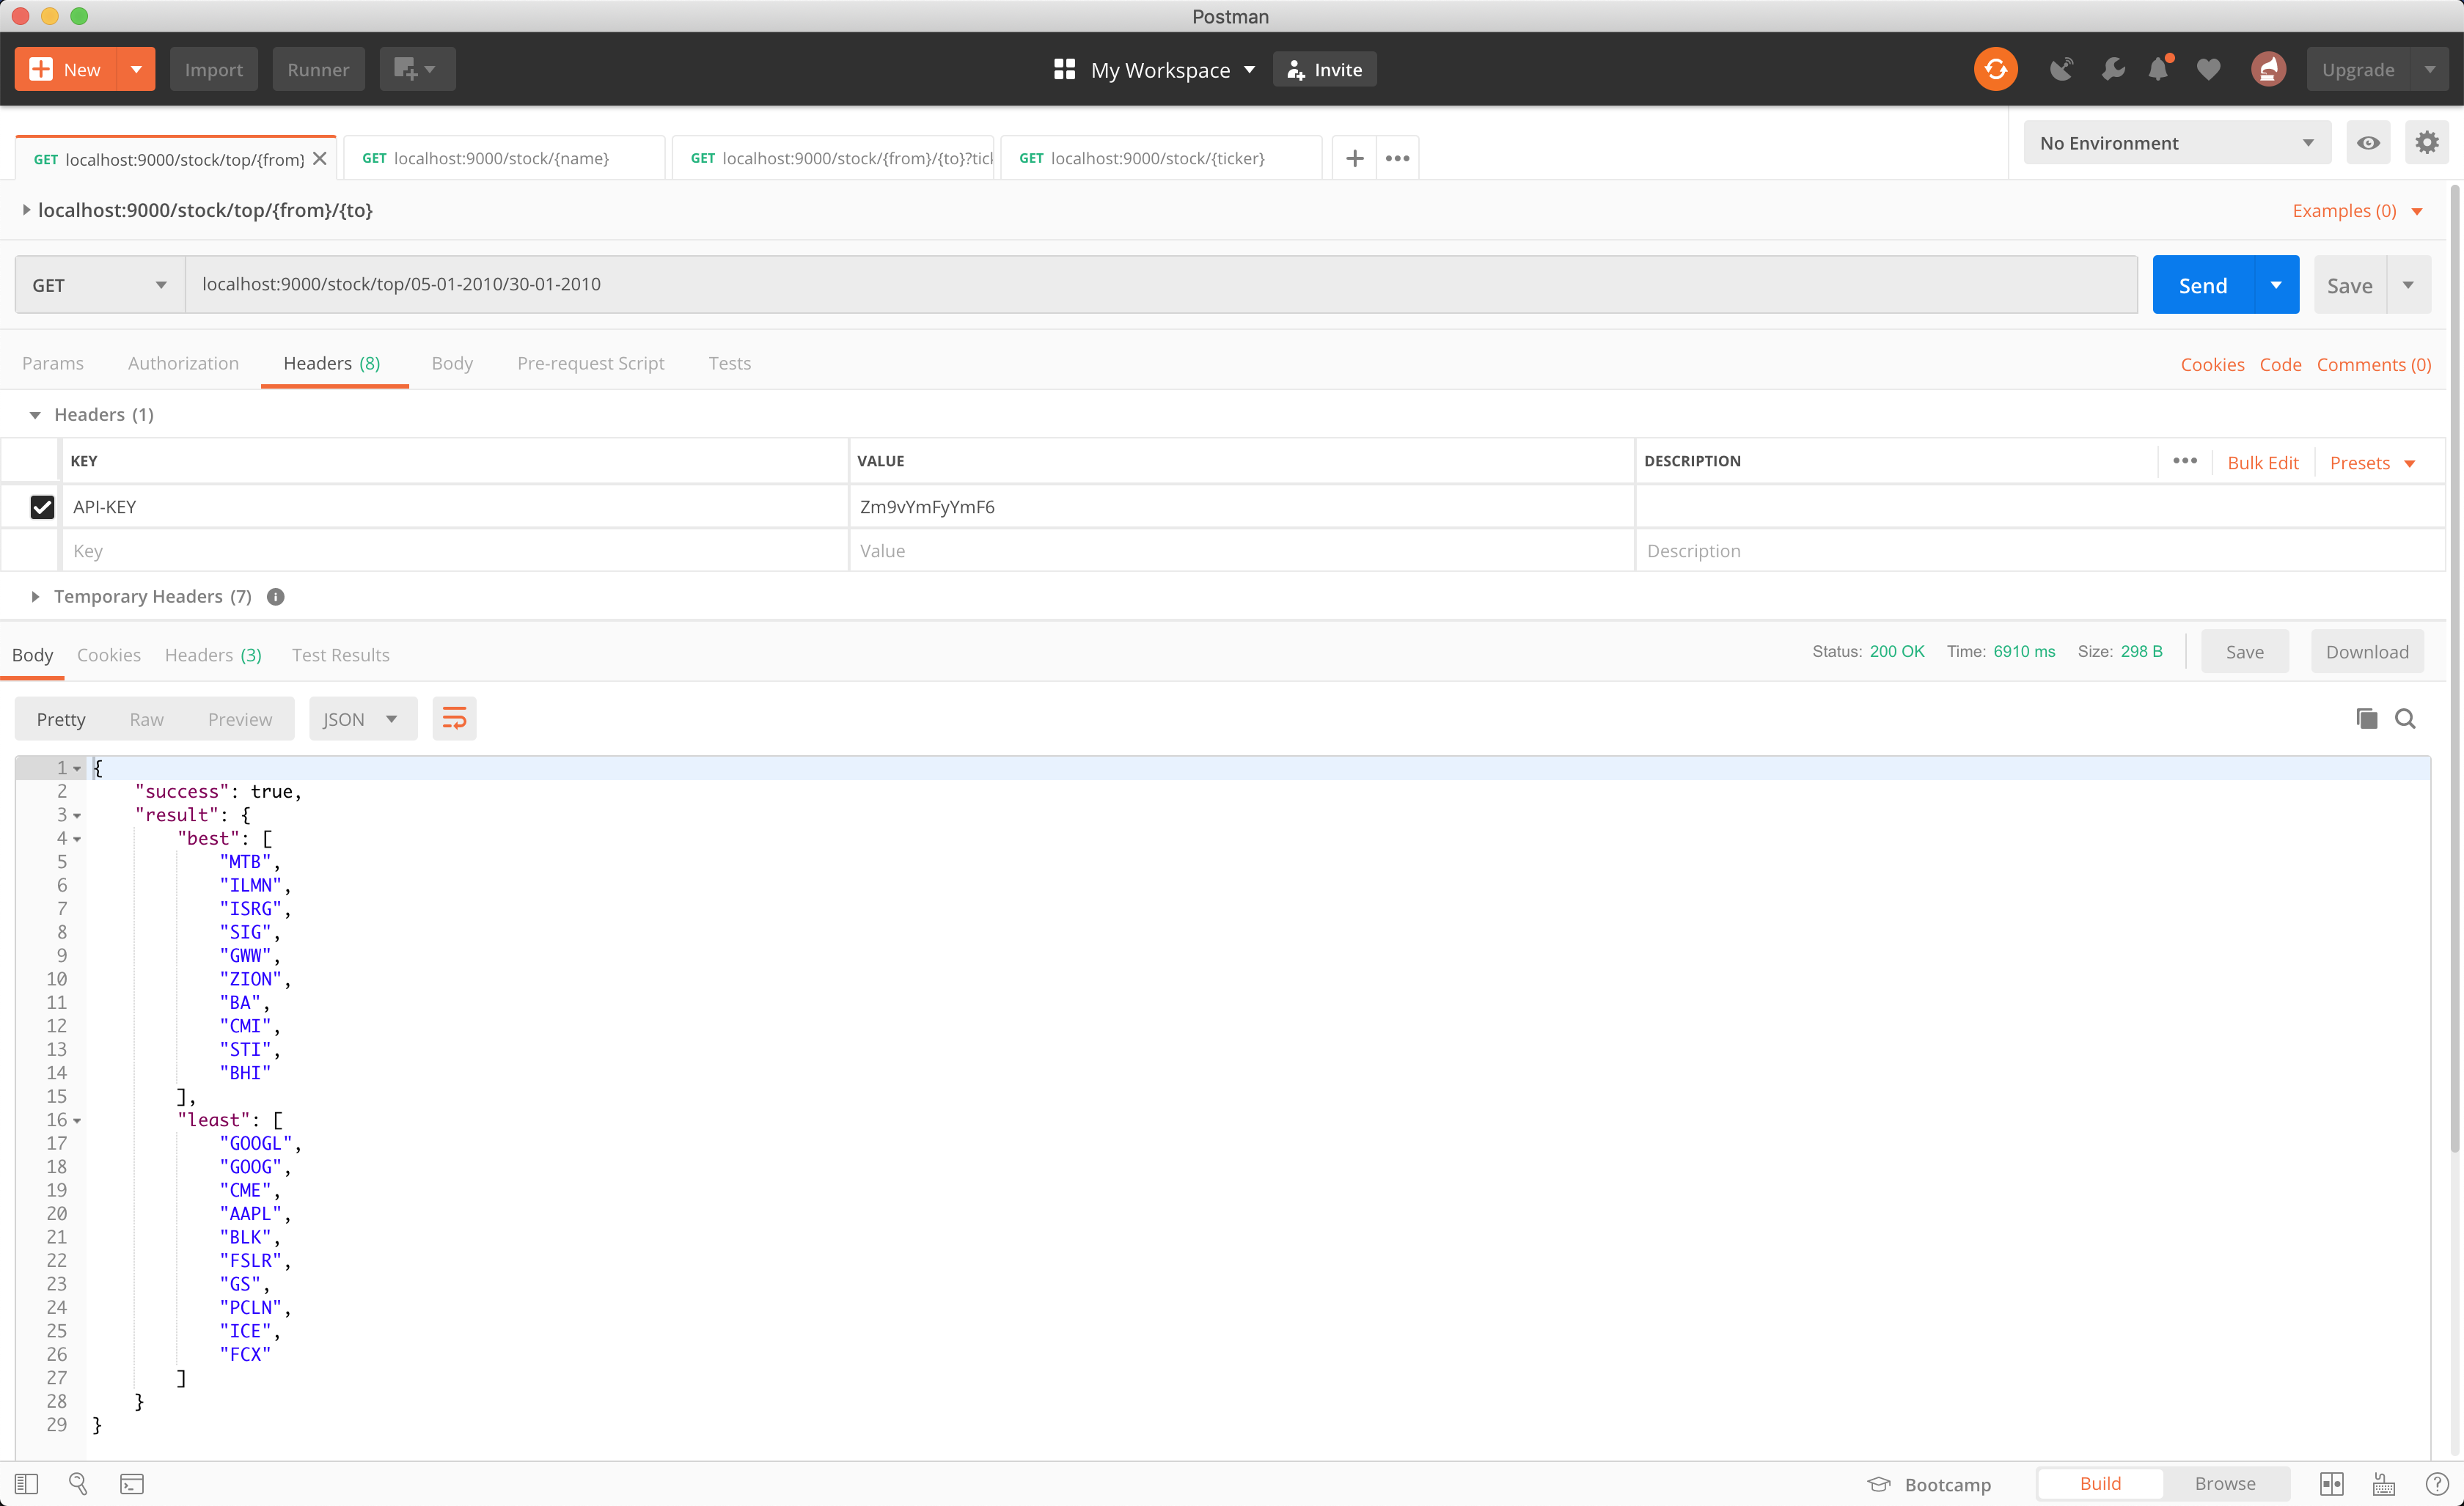 Postman
New Import Runner My Workspace Invite Upgrade
GET localhost:9000/stock/top/{from} GET localhost:9000/stock/{name} GET localhost:9000/stock/{from}/{to}?tick GET localhost:9000/stock/{ticker} No Environment
localhost:9000/stock/top/{from}/{to} Examples (0)
GET localhost:9000/stock/top/05-01-2010/30-01-2010 Send Save
Params Authorization Headers (8) Body Pre-request Script Tests Cookies Code Comments (0)
Headers (1)
KEY VALUE DESCRIPTION Bulk Edit Presets
API-KEY Zm9vYmFyYmF6
Key Value Description
Temporary Headers (7)
Body Cookies Headers (3) Test Results Status: 200 OK Time: 6910 ms Size: 298 B Save Download
Pretty Raw Preview JSON
1 {
2 "success": true,
3 "result": {
4 "best": [
5 "MTB",
6 "ILMN",
7 "ISRG",
8 "SIG",
9 "GWW",
10 "ZION",
11 "BA",
12 "CMI",
13 "STI",
14 "BHI"
15 ],
16 "least": [
17 "GOOGL",
18 "GOOG",
19 "CME",
20 "AAPL",
21 "BLK",
22 "FSLR",
23 "GS",
24 "PCLN",
25 "ICE",
26 "FCX"
27 ]
28 }
29 }
Bootcamp Build Browse